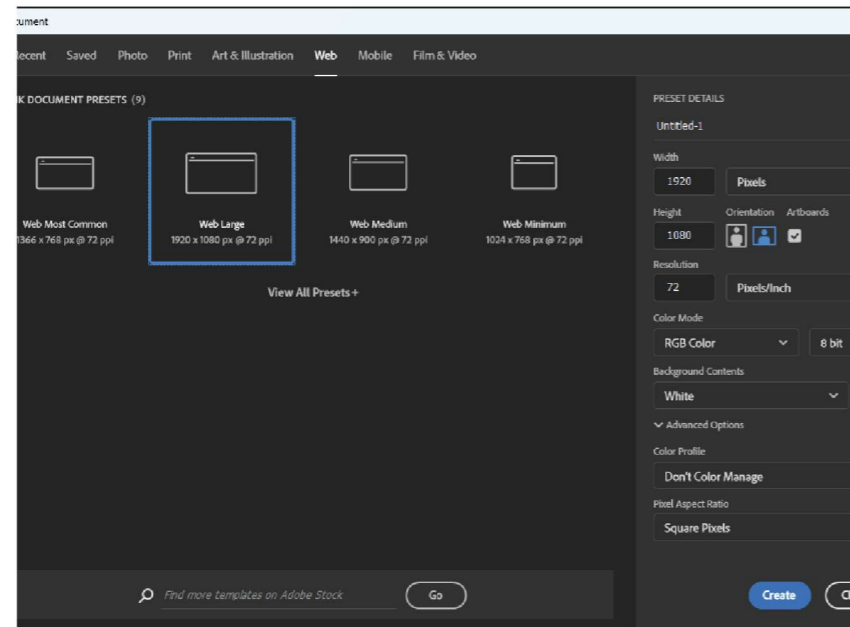 cument
ecent Saved Photo Print Art & Illustration Web Mobile Film & Video
K DOCUMENT PRESETS (9)
Web Most Common
1366 x 768 px @ 72 ppi
Web Large
1920 x 1080 px @ 72 ppi
Web Medium
1440 x 900 px @ 72 ppi
Web Minimum
1024 x 768 px @ 72 ppi
View All Presets+
Find more templates on Adobe Stock
Go
PRESET DETAILS
Untitled-1
Width
1920 Pixels
Height Orientation Artboards
1080
Resolution
72 Pixels/Inch
Color Mode
RGB Color 8 bit
Background Contents
White
Advanced Options
Color Profile
Don't Color Manage
Pixel Aspect Ratio
Square Pixels
Create Cl